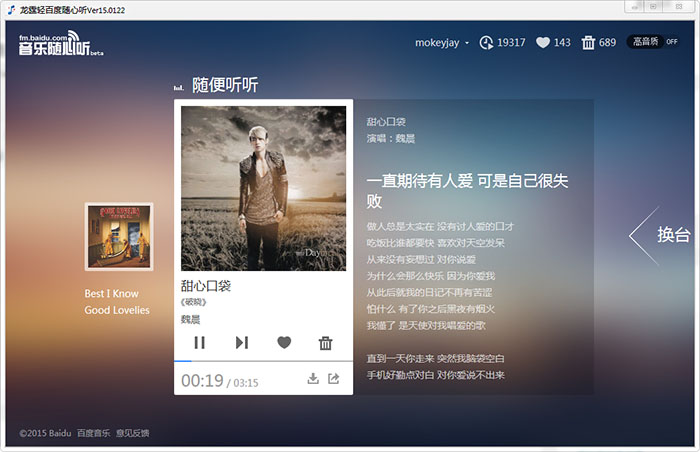 龙霆轻百度随心听Ver15.0122
fm.baidu.com
音乐随心听beta
mokeyjay
19317
143
689
高音质 OFF
随便听听
Best I Know
Good Lovelies
Day
甜心口袋
《破晓》
魏晨
00:19 / 03:15
甜心口袋
演唱：魏晨
一直期待有人爱 可是自己很失
败
做人总是太实在 没有讨人爱的口才
吃饭比谁都要快 喜欢对天空发呆
从来没有妄想过 对你说爱
为什么会那么快乐 因为你爱我
从此后就我的日记不再有苦涩
怕什么 有了你之后黑夜有烟火
我懂了 是天使对我唱爱的歌
直到一天你走来 突然我脑袋空白
手机好勤点对白 对你爱说不出来
换台
©2015 Baidu 百度音乐 意见反馈